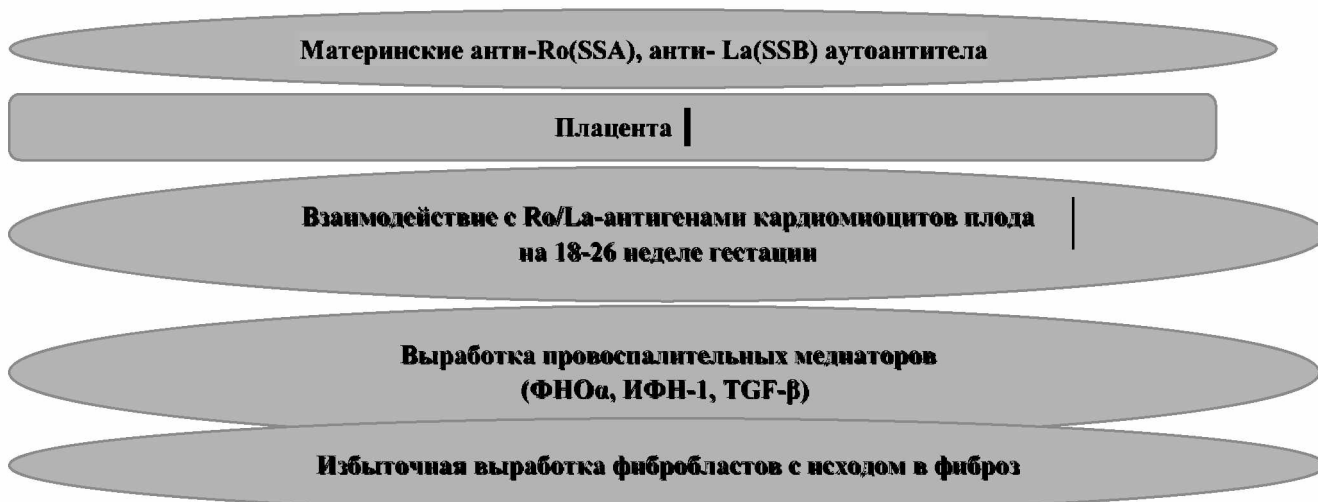 Материнские анти-Ro(SSA), анти- La(SSB) аутоантитела
Плацента
Взаимодействие с Ro/La-антигенами кардиомиоцитов плода
на 18-26 неделе гестации
Выработка провоспалительных медиаторов
(ФНОα, ИФН-1, TGF-β)
Избыточная выработка фибробластов с исходом в фиброз